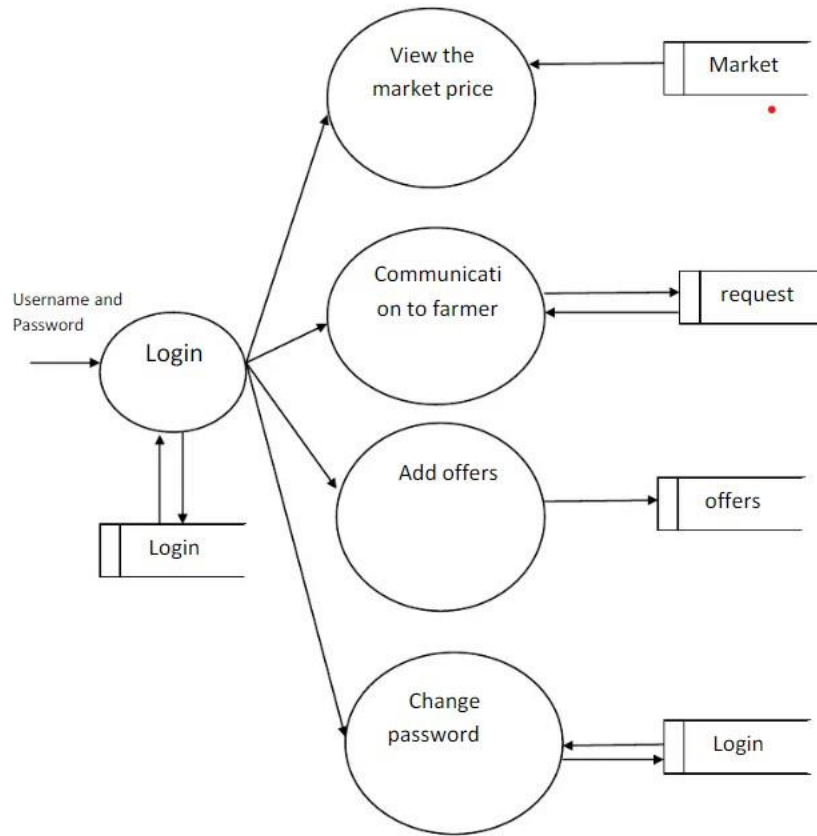 View the
market price
Market
Communicati
on to farmer
request
Username and
Password
Login
Add offers
offers
Login
Change
password
Login